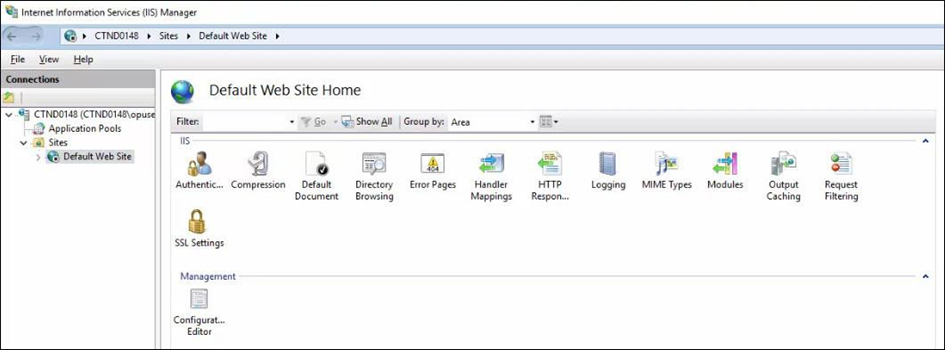 Internet Information Services (IIS) Manager
CTND0148 Sites Default Web Site
File View Help
Connections
CTND0148 (CTND0148\opuse
Application Pools
Sites
Default Web Site
Default Web Site Home
Filter: Go Show All Group by: Area
IIS
Authentic... Compression Default Document Directory Browsing Error Pages Handler Mappings HTTP Respon... Logging MIME Types Modules Output Caching Request Filtering
SSL Settings
Management
Configurat... Editor